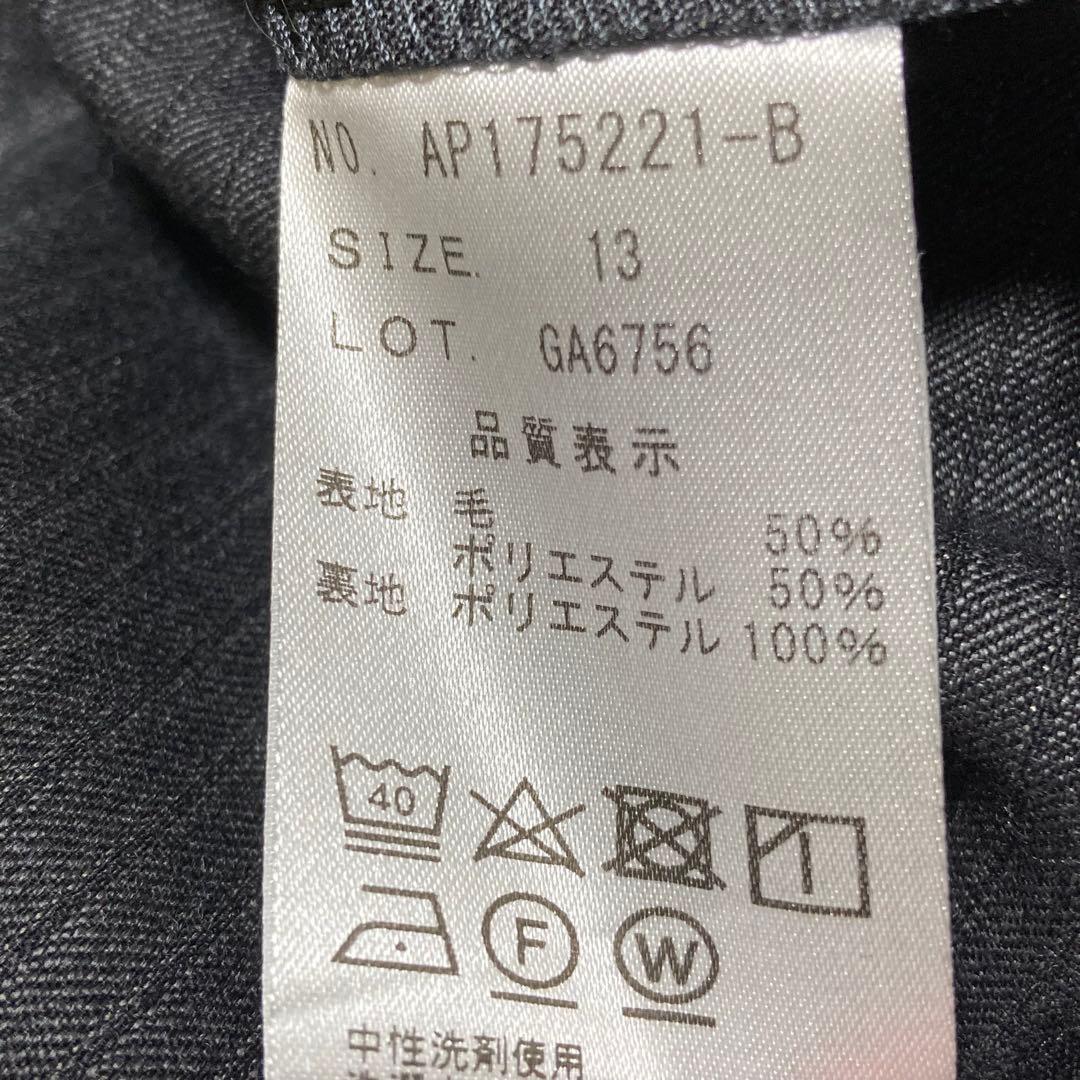 NO. AP175221-B
SIZE. 13
LOT. GA6756
品質表示
表地 毛 50%
ポリエステル 50%
裏地 ポリエステル 100%
40
F W
中性洗剤使用